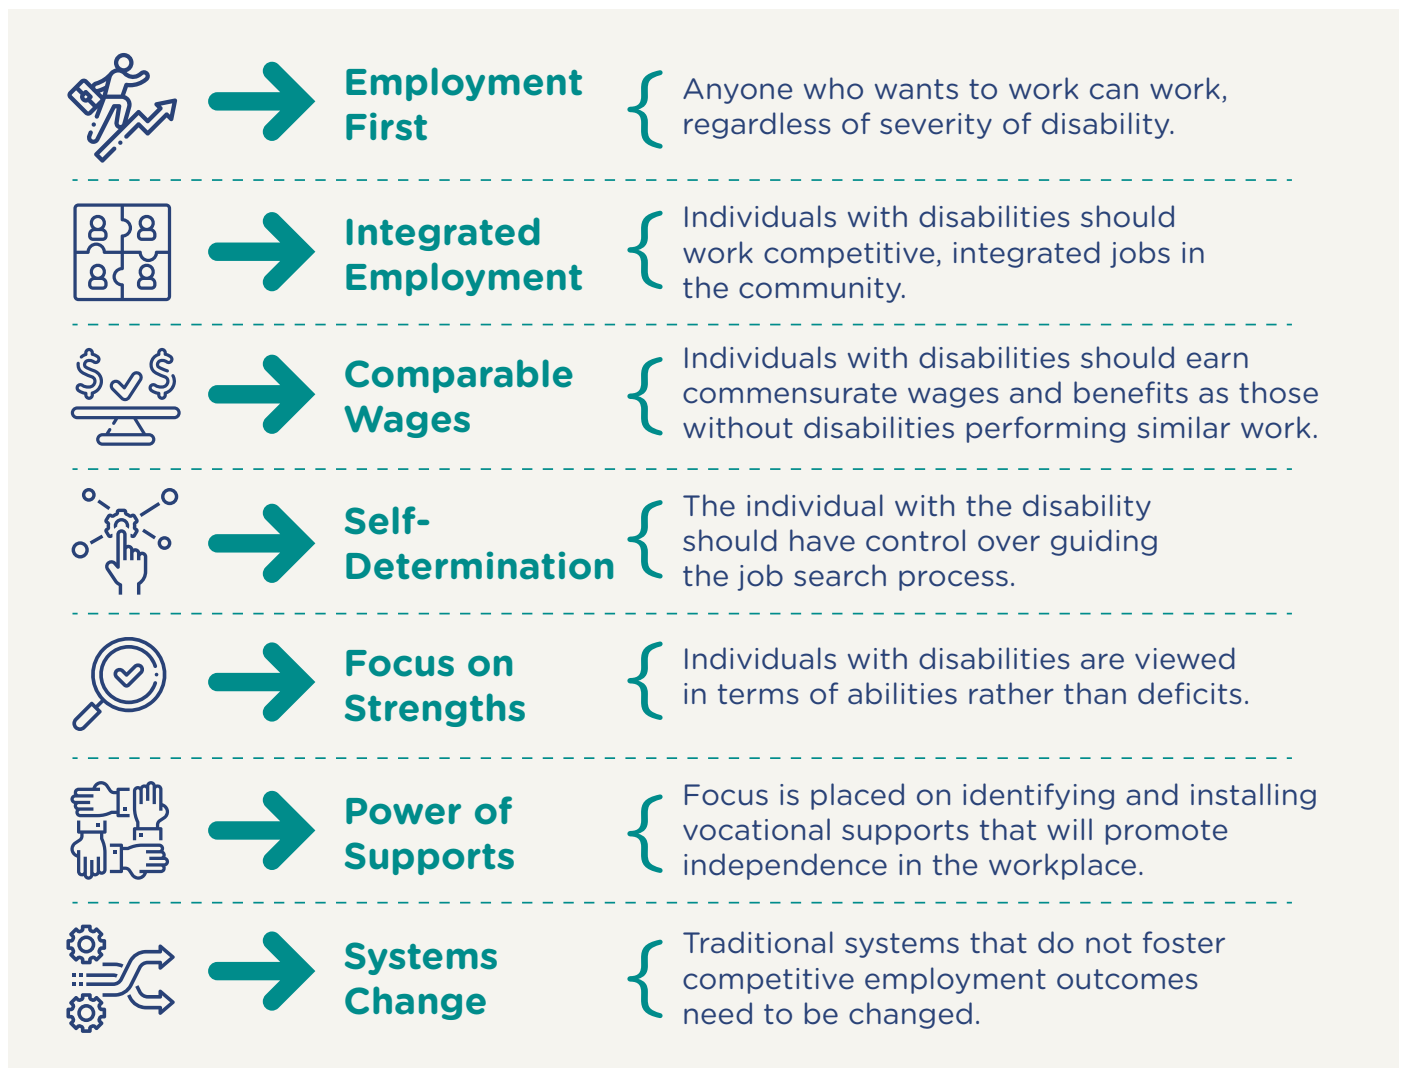 Employment
First
Anyone who wants to work can work,
regardless of severity of disability.
Integrated
Employment
Individuals with disabilities should
work competitive, integrated jobs in
the community.
Comparable
Wages
Individuals with disabilities should earn
commensurate wages and benefits as those
without disabilities performing similar work.
Self-
Determination
The individual with the disability
should have control over guiding
the job search process.
Focus on
Strengths
Individuals with disabilities are viewed
in terms of abilities rather than deficits.
Power of
Supports
Focus is placed on identifying and installing
vocational supports that will promote
independence in the workplace.
Systems
Change
Traditional systems that do not foster
competitive employment outcomes
need to be changed.